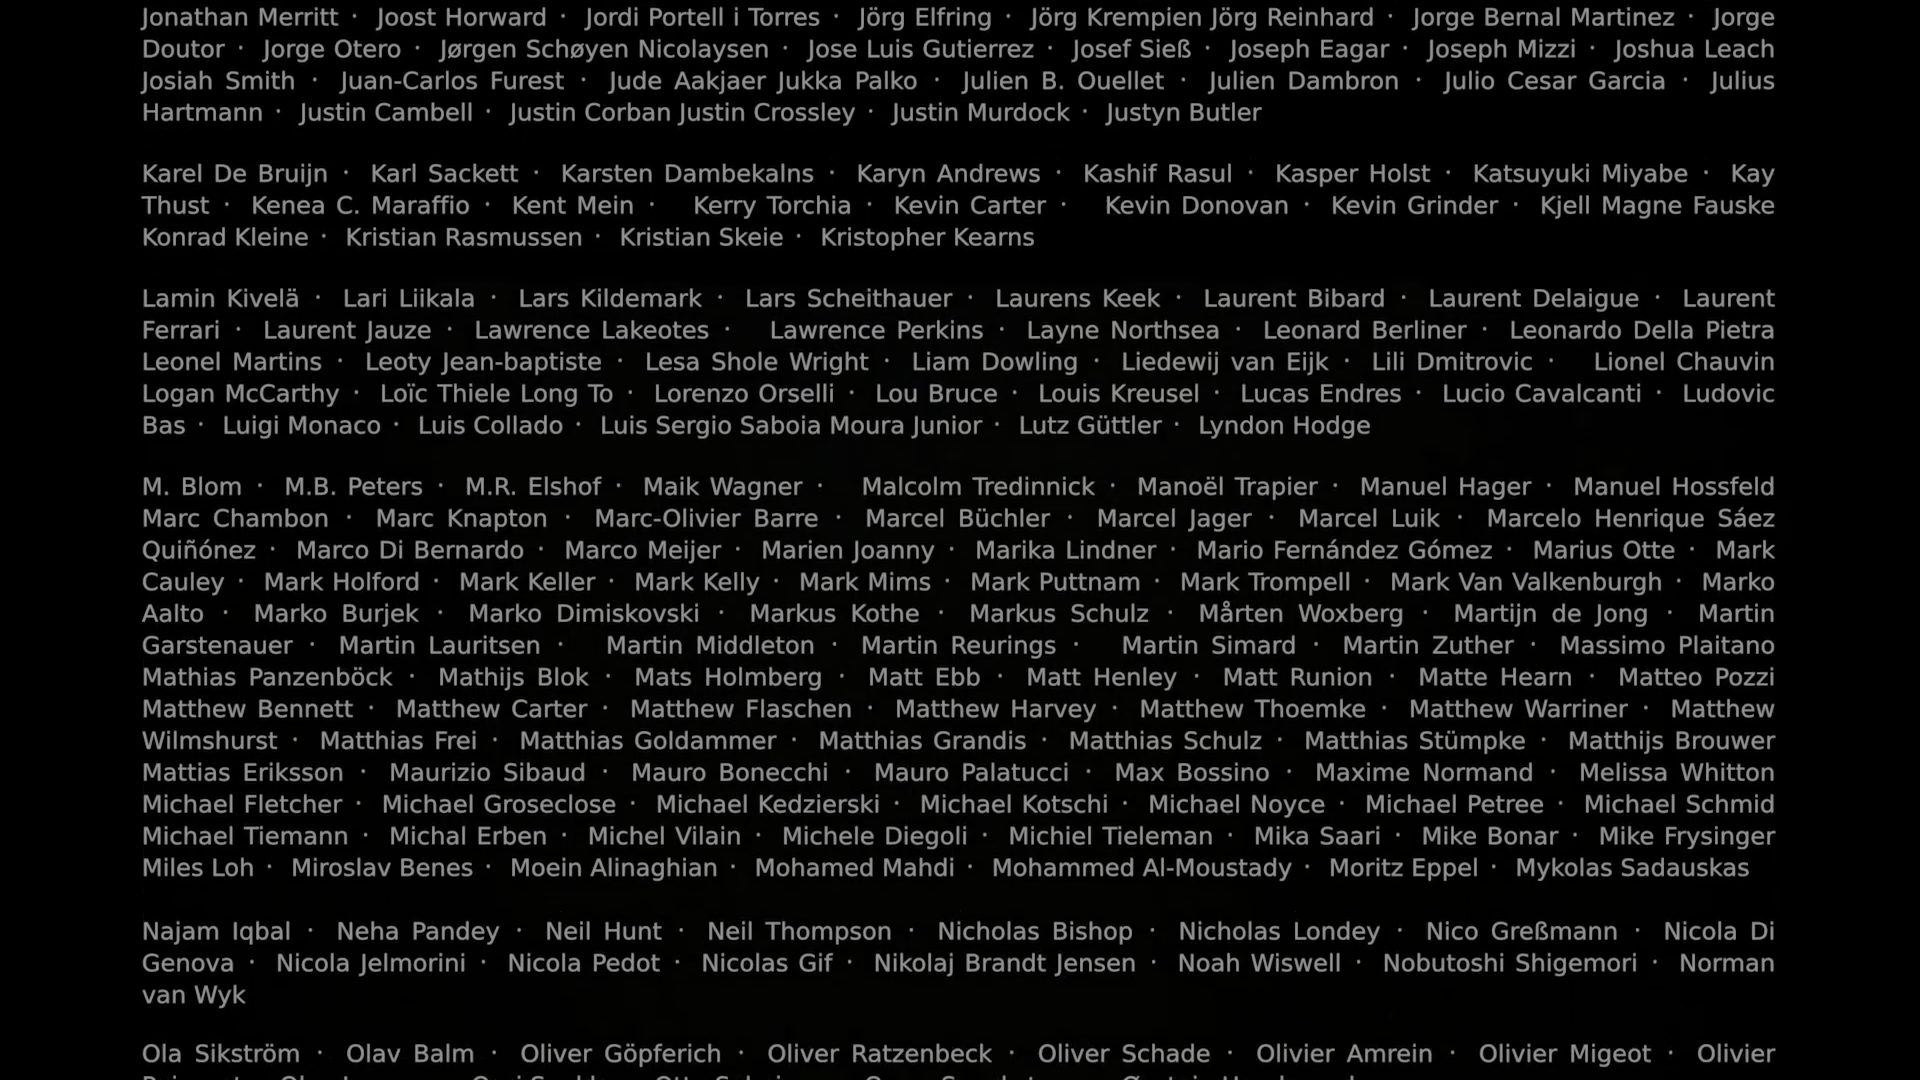 Jonathan Merritt · Joost Horward · Jordi Portell i Torres · Jörg Elfring · Jörg Krempien Jörg Reinhard · Jorge Bernal Martinez · Jorge
Doutor · Jorge Otero · Jørgen Schøyen Nicolaysen · Jose Luis Gutierrez · Josef Sieß · Joseph Eagar · Joseph Mizzi · Joshua Leach
Josiah Smith · Juan-Carlos Furest · Jude Aakjaer Jukka Palko · Julien B. Ouellet · Julien Dambron · Julio Cesar Garcia · Julius
Hartmann · Justin Cambell · Justin Corban Justin Crossley · Justin Murdock · Justyn Butler
Karel De Bruijn · Karl Sackett · Karsten Dambekalns · Karyn Andrews · Kashif Rasul · Kasper Holst · Katsuyuki Miyabe · Kay
Thust · Kenea C. Maraffio · Kent Mein · Kerry Torchia · Kevin Carter · Kevin Donovan · Kevin Grinder · Kjell Magne Fauske
Konrad Kleine · Kristian Rasmussen · Kristian Skeie · Kristopher Kearns
Lamin Kivelä · Lari Liikala · Lars Kildemark · Lars Scheithauer · Laurens Keek · Laurent Bibard · Laurent Delaigue · Laurent
Ferrari · Laurent Jauze · Lawrence Lakeotes · Lawrence Perkins · Layne Northsea · Leonard Berliner · Leonardo Della Pietra
Leonel Martins · Leoty Jean-baptiste · Lesa Shole Wright · Liam Dowling · Liedewij van Eijk · Lili Dmitrovic · Lionel Chauvin
Logan McCarthy · Loïc Thiele Long To · Lorenzo Orselli · Lou Bruce · Louis Kreusel · Lucas Endres · Lucio Cavalcanti · Ludovic
Bas · Luigi Monaco · Luis Collado · Luis Sergio Saboia Moura Junior · Lutz Güttler · Lyndon Hodge
M. Blom · M.B. Peters · M.R. Elshof · Maik Wagner · Malcolm Tredinnick · Manoël Trapier · Manuel Hager · Manuel Hossfeld
Marc Chambon · Marc Knapton · Marc-Olivier Barre · Marcel Büchler · Marcel Jager · Marcel Luik · Marcelo Henrique Sáez
Quiñónez · Marco Di Bernardo · Marco Meijer · Marien Joanny · Marika Lindner · Mario Fernández Gómez · Marius Otte · Mark
Cauley · Mark Holford · Mark Keller · Mark Kelly · Mark Mims · Mark Puttnam · Mark Trompell · Mark Van Valkenburgh · Marko
Aalto · Marko Burjek · Marko Dimiskovski · Markus Kothe · Markus Schulz · Mårten Woxberg · Martijn de Jong · Martin
Garstenauer · Martin Lauritsen · Martin Middleton · Martin Reurings · Martin Simard · Martin Zuther · Massimo Plaitano
Mathias Panzenböck · Mathijs Blok · Mats Holmberg · Matt Ebb · Matt Henley · Matt Runion · Matte Hearn · Matteo Pozzi
Matthew Bennett · Matthew Carter · Matthew Flaschen · Matthew Harvey · Matthew Thoemke · Matthew Warriner · Matthew
Wilmshurst · Matthias Frei · Matthias Goldammer · Matthias Grandis · Matthias Schulz · Matthias Stümpke · Matthijs Brouwer
Mattias Eriksson · Maurizio Sibaud · Mauro Bonecchi · Mauro Palatucci · Max Bossino · Maxime Normand · Melissa Whitton
Michael Fletcher · Michael Groseclose · Michael Kedzierski · Michael Kotschi · Michael Noyce · Michael Petree · Michael Schmid
Michael Tiemann · Michal Erben · Michel Vilain · Michele Diegoli · Michiel Tieleman · Mika Saari · Mike Bonar · Mike Frysinger
Miles Loh · Miroslav Benes · Moein Alinaghian · Mohamed Mahdi · Mohammed Al-Moustady · Moritz Eppel · Mykolas Sadauskas
Najam Iqbal · Neha Pandey · Neil Hunt · Neil Thompson · Nicholas Bishop · Nicholas Londey · Nico Greßmann · Nicola Di
Genova · Nicola Jelmorini · Nicola Pedot · Nicolas Gif · Nikolaj Brandt Jensen · Noah Wiswell · Nobutoshi Shigemori · Norman
van Wyk
Ola Sikström · Olav Balm · Oliver Göpferich · Oliver Ratzenbeck · Oliver Schade · Olivier Amrein · Olivier Migeot · Olivier